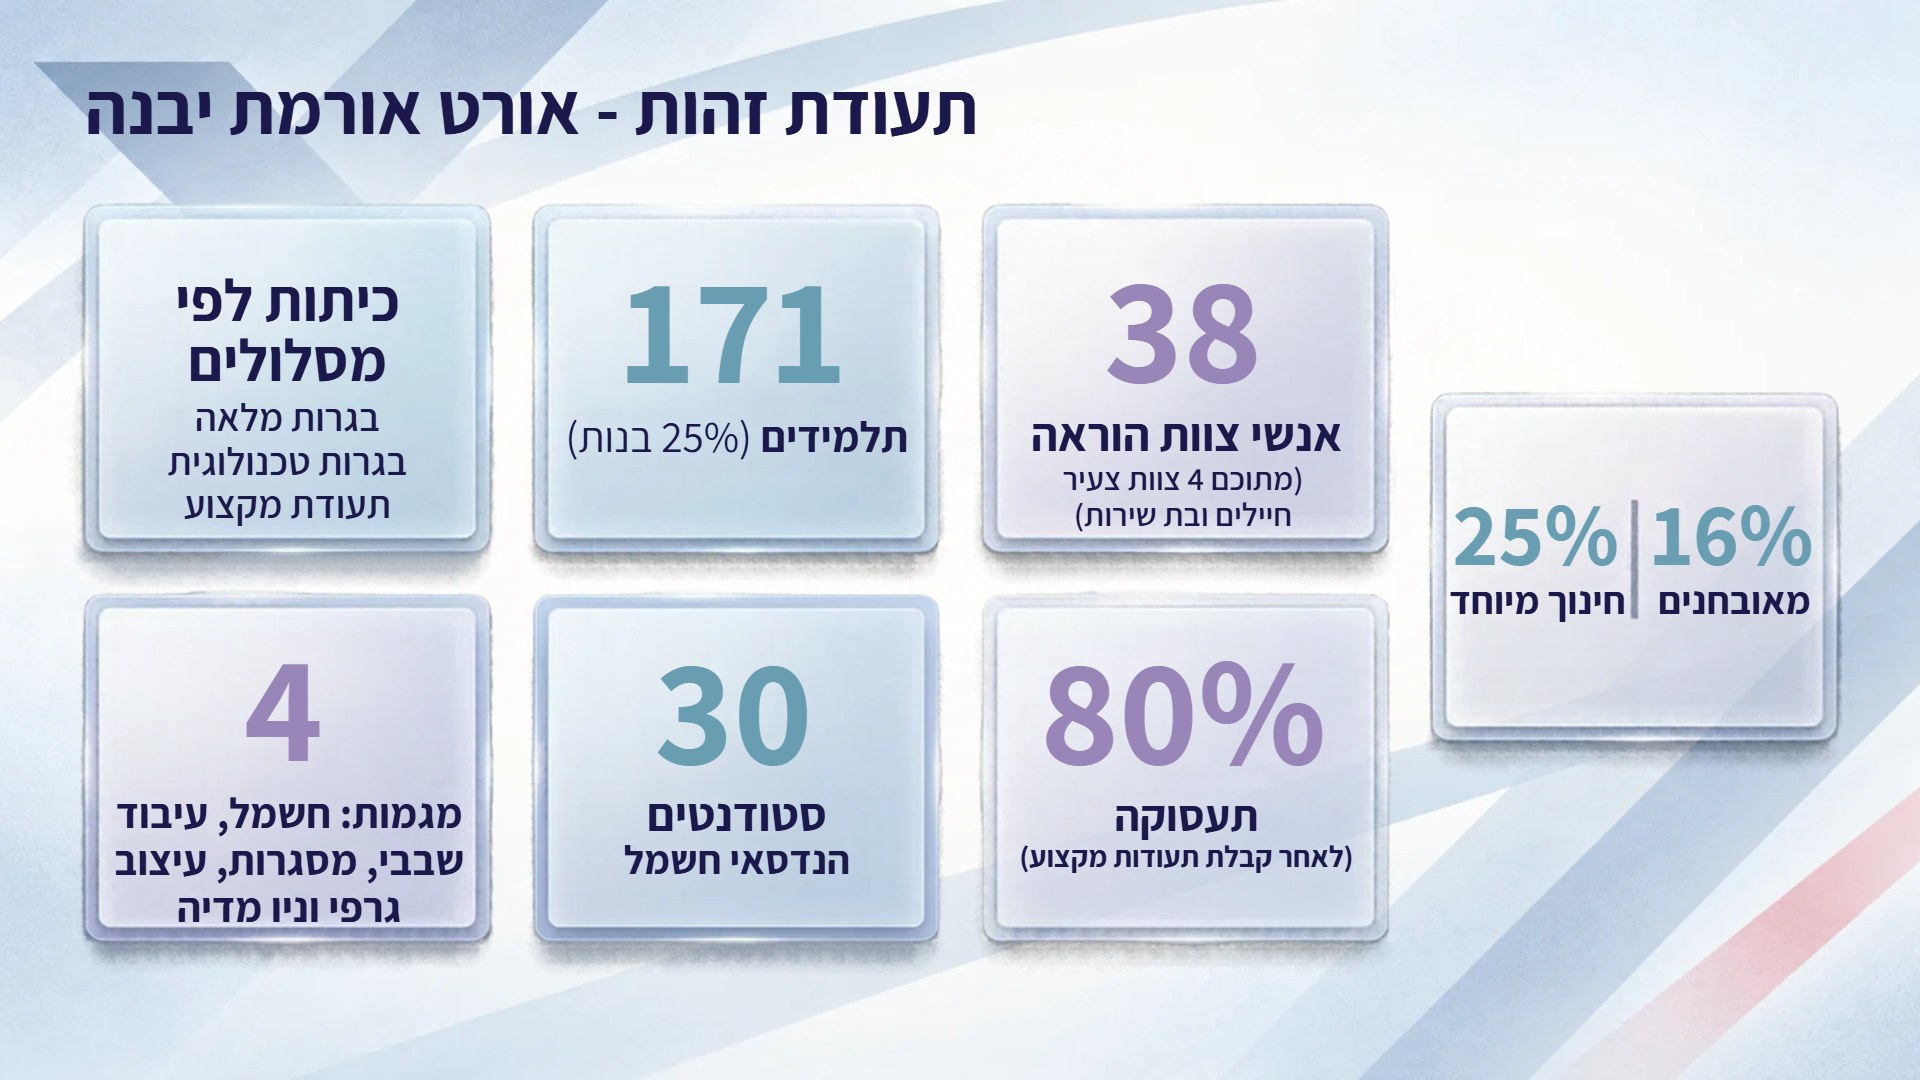 תעודת זהות - אורט אורמת יבנה
16%
מאובחנים
25%
חינוך מיוחד
38
אנשי צוות הוראה
(מתוכם 4 צוות צעיר
חיילים ובת שירות)
171
תלמידים (25% בנות)
כיתות לפי
מסלולים
בגרות מלאה
בגרות טכנולוגית
תעודת מקצוע
80%
תעסוקה
(לאחר קבלת תעודות מקצוע)
30
סטודנטים
הנדסאי חשמל
4
מגמות: חשמל, עיבוד
שבבי, מסגרות, עיצוב
גרפי וניו מדיה